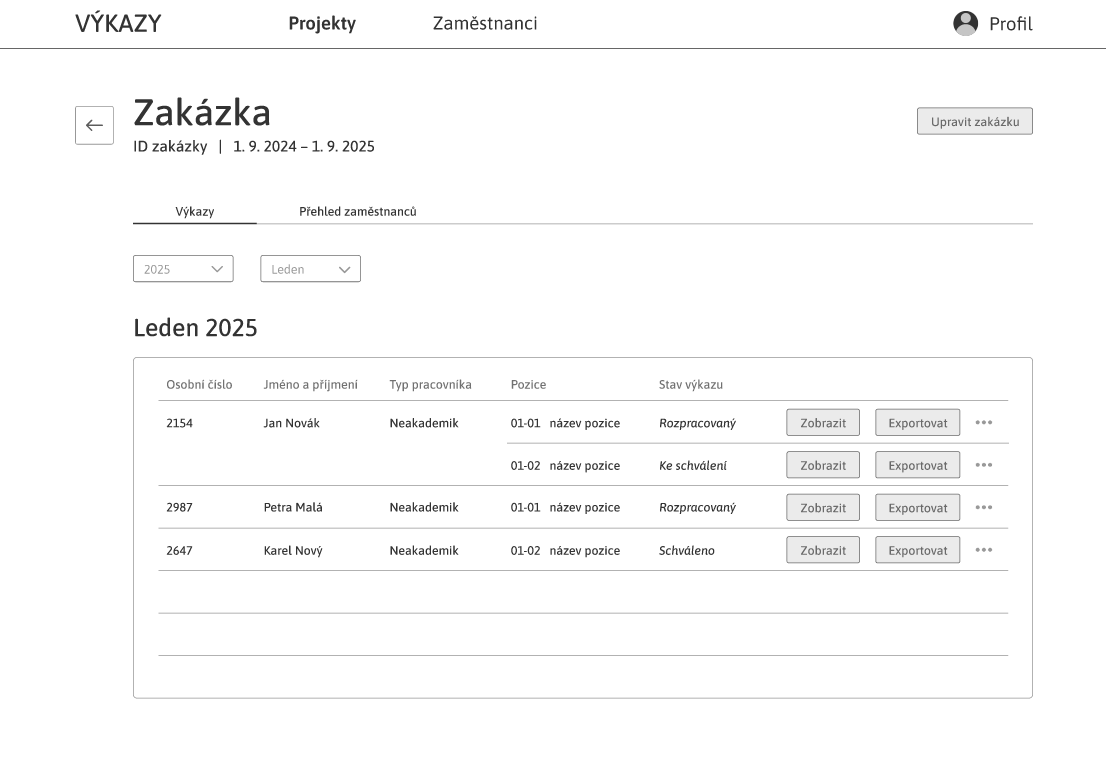 VÝKAZY Projekty Zaměstnanci Profil
Zakázka
ID zakázky | 1. 9. 2024 – 1. 9. 2025
Upravit zakázku
Výkazy Přehled zaměstnanců
2025 Leden
Leden 2025
Osobní číslo Jméno a příjmení Typ pracovníka Pozice Stav výkazu
2154 Jan Novák Neakademik 01-01 název pozice Rozpracovaný Zobrazit Exportovat
01-02 název pozice Ke schválení Zobrazit Exportovat
2987 Petra Malá Neakademik 01-01 název pozice Rozpracovaný Zobrazit Exportovat
2647 Karel Nový Neakademik 01-02 název pozice Schváleno Zobrazit Exportovat